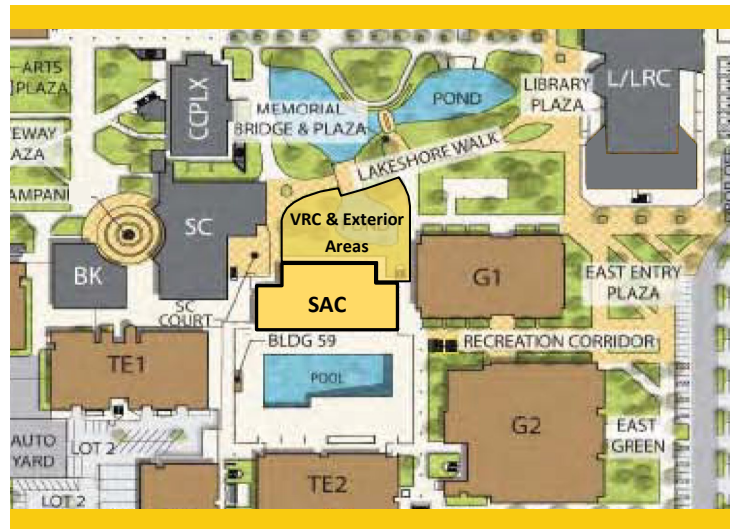 ARTS
PLAZA
EWAY
AZA
AMPANI
CCPLX
MEMORIAL
BRIDGE & PLAZA
POND
LIBRARY
PLAZA
L/LRC
LAKESHORE WALK
SC
VRC & Exterior
Areas
POND
BK
SC
COURT
SAC
G1
EAST ENTRY
PLAZA
BLDG 59
RECREATION CORRIDOR
TE1
POOL
G2
EAST
GREEN
AUTO
YARD
LOT 2
LOT 2
TE2